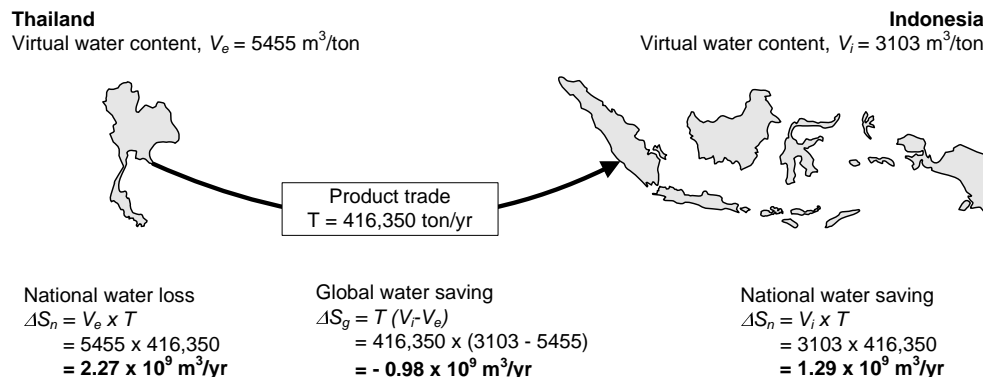 Thailand
Virtual water content, Vₑ = 5455 m³/ton
Indonesia
Virtual water content, Vᵢ = 3103 m³/ton
Product trade
T = 416,350 ton/yr
National water loss
ΔSₙ = Vₑ x T
= 5455 x 416,350
= 2.27 x 10⁹ m³/yr
Global water saving
ΔS_g = T (Vᵢ-Vₑ)
= 416,350 x (3103 - 5455)
= - 0.98 x 10⁹ m³/yr
National water saving
ΔSₙ = Vᵢ x T
= 3103 x 416,350
= 1.29 x 10⁹ m³/yr